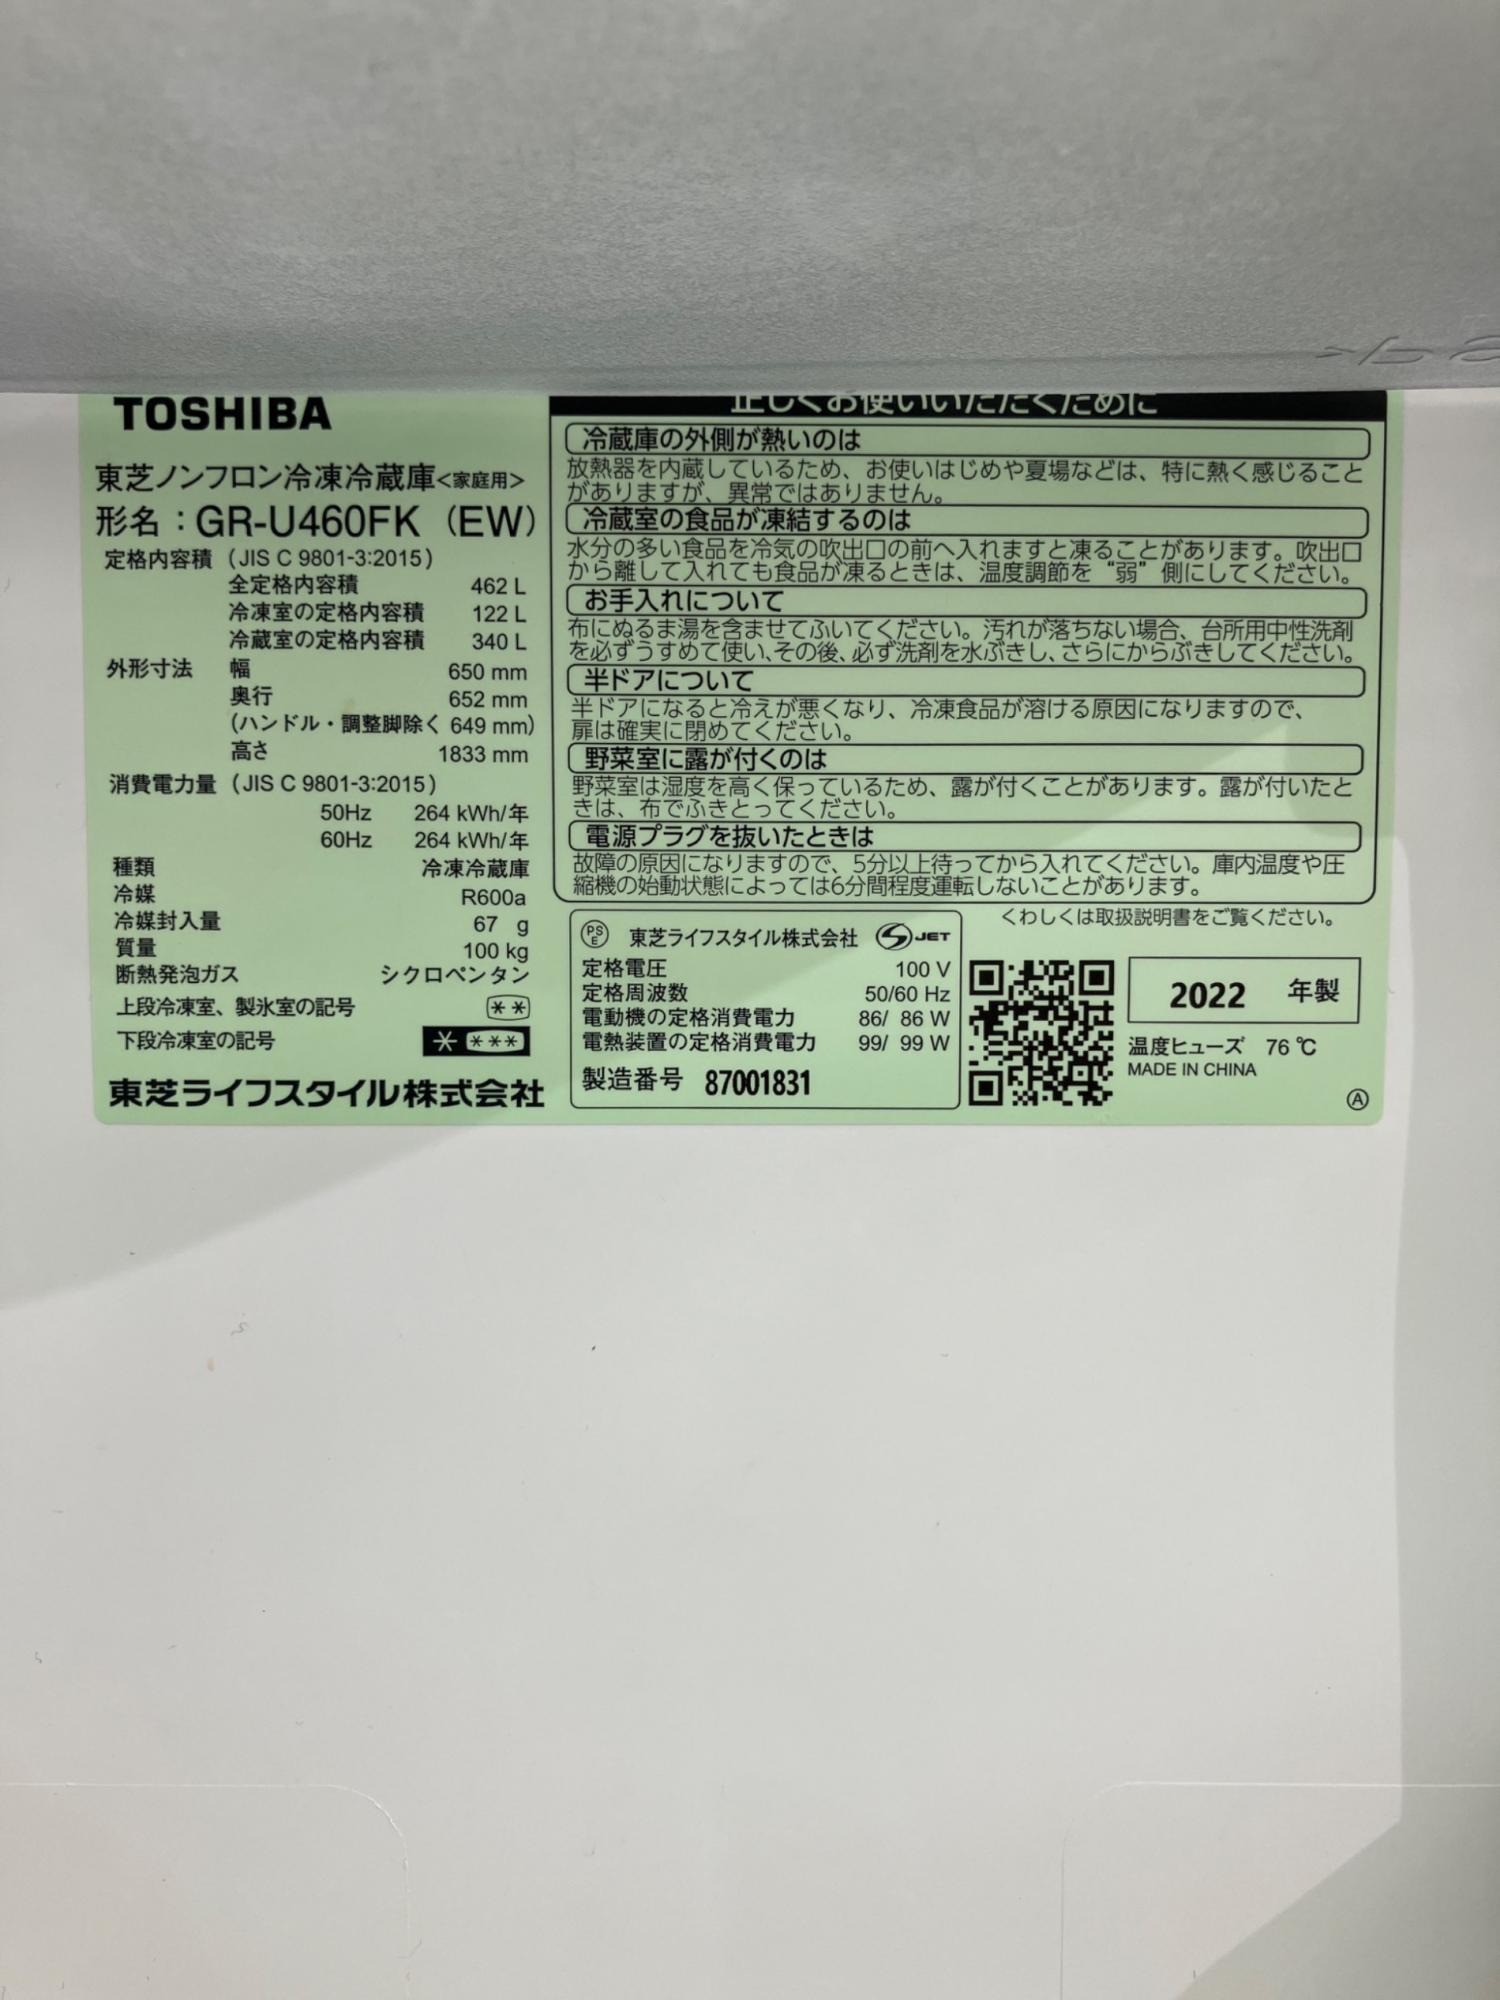 TOSHIBA
東芝ノンフロン冷凍冷蔵庫<家庭用>
形名：GR-U460FK (EW)
定格内容積 (JIS C 9801-3:2015)
全定格内容積 462 L
冷凍室の定格内容積 122 L
冷蔵室の定格内容積 340 L
外形寸法 幅 650 mm
奥行 652 mm
(ハンドル・調整脚除く 649 mm)
高さ 1833 mm
消費電力量 (JIS C 9801-3:2015)
50Hz 264 kWh/年
60Hz 264 kWh/年
種類 冷凍冷蔵庫
冷媒 R600a
冷媒封入量 67 g
質量 100 kg
断熱発泡ガス シクロペンタン
上段冷凍室、製氷室の記号 **
下段冷凍室の記号 * ***
東芝ライフスタイル株式会社
正しくお使いいただくために
冷蔵庫の外側が熱いのは
放熱器を内蔵しているため、お使いはじめや夏場などは、特に熱く感じること
がありますが、異常ではありません。
冷蔵室の食品が凍結するのは
水分の多い食品を冷気の吹出口の前へ入れますと凍ることがあります。吹出口
から離して入れても食品が凍るときは、温度調節を“弱”側にしてください。
お手入れについて
布にぬるま湯を含ませてふいてください。汚れが落ちない場合、台所用中性洗剤
を必ずうすめて使い、その後、必ず洗剤を水ぶきし、さらにからぶきしてください。
半ドアについて
半ドアになると冷えが悪くなり、冷凍食品が溶ける原因になりますので、
扉は確実に閉めてください。
野菜室に露が付くのは
野菜室は湿度を高く保っているため、露が付くことがあります。露が付いたと
きは、布でふきとってください。
電源プラグを抜いたときは
故障の原因になりますので、5分以上待ってから入れてください。庫内温度や圧
縮機の始動状態によっては6分間程度運転しないことがあります。
くわしくは取扱説明書をご覧ください。
PS E 東芝ライフスタイル株式会社 JET
定格電圧 100 V
定格周波数 50/60 Hz
電動機の定格消費電力 86/ 86 W
電熱装置の定格消費電力 99/ 99 W
製造番号 87001831
2022 年製
温度ヒューズ 76 ℃
MADE IN CHINA
Ⓐ